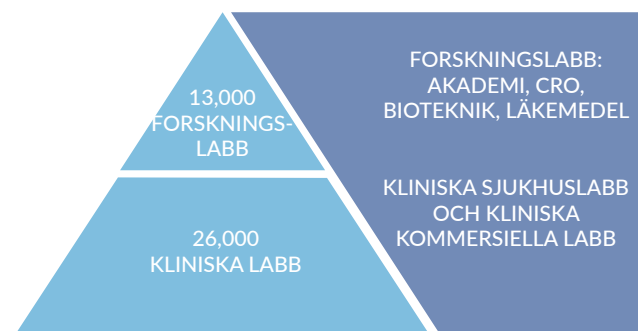 13,000
FORSKNINGS-
LABB
FORSKNINGSLABB:
AKADEMI, CRO,
BIOTEKNIK, LÄKEMEDEL
26,000
KLINISKA LABB
KLINISKA SJUKHUSLABB
OCH KLINISKA
KOMMERSIELLA LABB